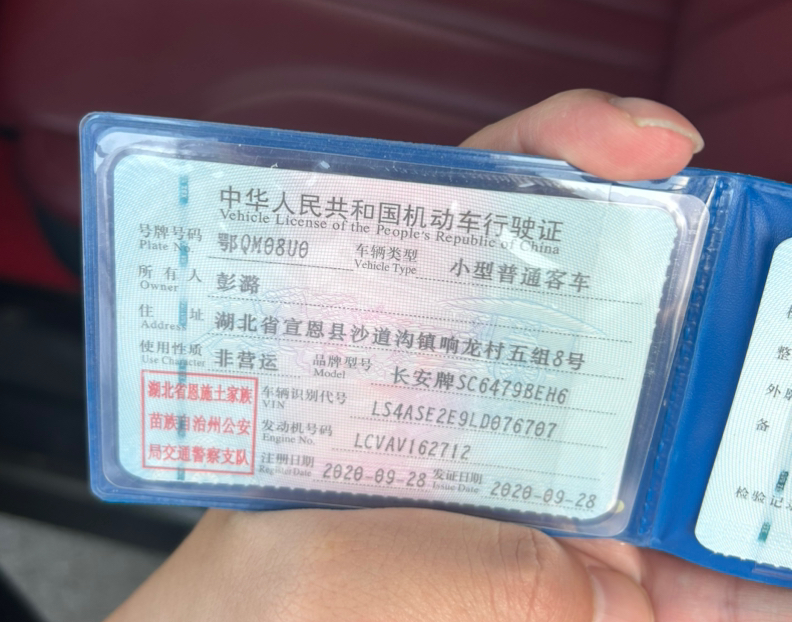 中华人民共和国机动车行驶证
Vehicle License of the People's Republic of China
号牌号码 鄂QM08U0 车辆类型 小型普通客车
Plate No. Vehicle Type
所有人 彭潞
Owner
住址 湖北省宣恩县沙道沟镇响龙村五组8号
Address
使用性质 非营运 品牌型号 长安牌SC6479BEH6
Use Character Model
湖北省恩施土家族
苗族自治州公安
局交通警察支队
车辆识别代号 LS4ASE2E9LD076707
VIN
发动机号码 LCVAV162712
Engine No.
注册日期 2020-09-28 发证日期 2020-09-28
Register Date Issue Date
整
外
备
检验记